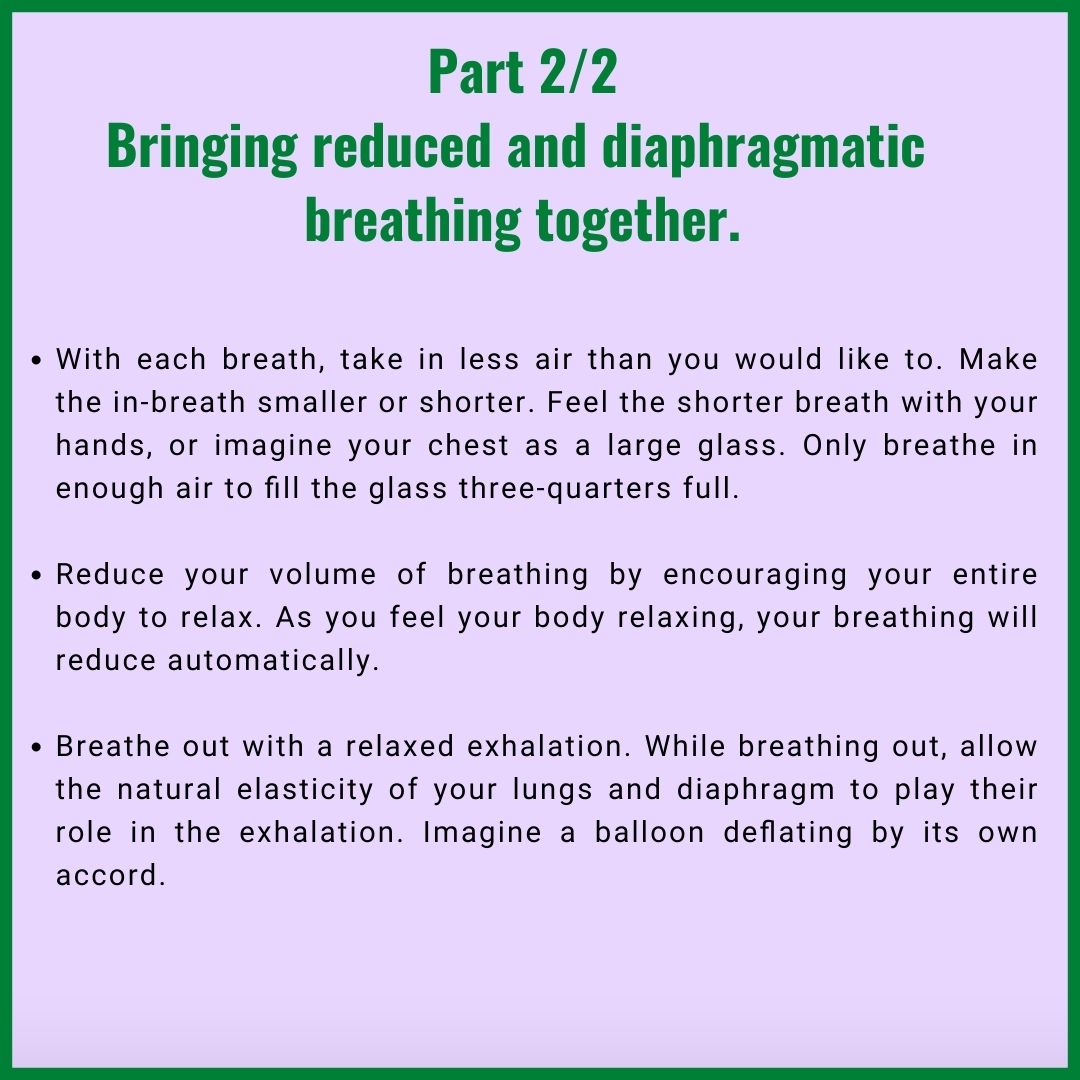 Part 2/2
Bringing reduced and diaphragmatic
breathing together.
• With each breath, take in less air than you would like to. Make
the in-breath smaller or shorter. Feel the shorter breath with your
hands, or imagine your chest as a large glass. Only breathe in
enough air to fill the glass three-quarters full.
• Reduce your volume of breathing by encouraging your entire
body to relax. As you feel your body relaxing, your breathing will
reduce automatically.
• Breathe out with a relaxed exhalation. While breathing out, allow
the natural elasticity of your lungs and diaphragm to play their
role in the exhalation. Imagine a balloon deflating by its own
accord.